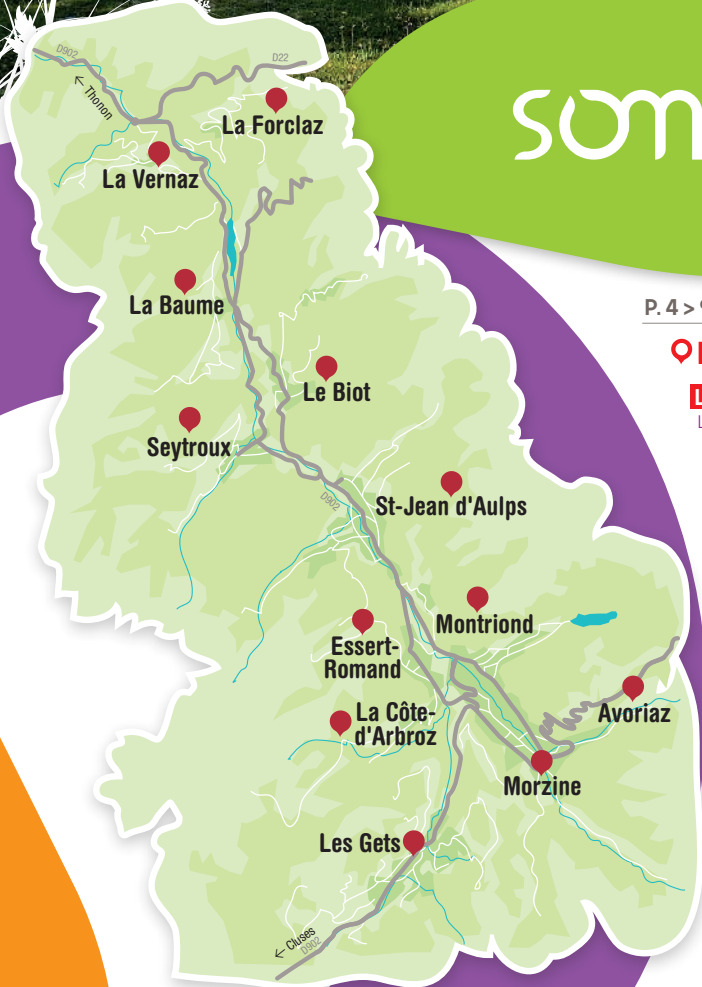 D902
D22
← Thonon
La Forclaz
La Vernaz
SOM
La Baume
P. 4 >
Le Biot
Seytroux
D902
St-Jean d'Aulps
Montriond
Essert-
Romand
La Côte-
d'Arbroz
Avoriaz
Morzine
Les Gets
← Cluses
D902